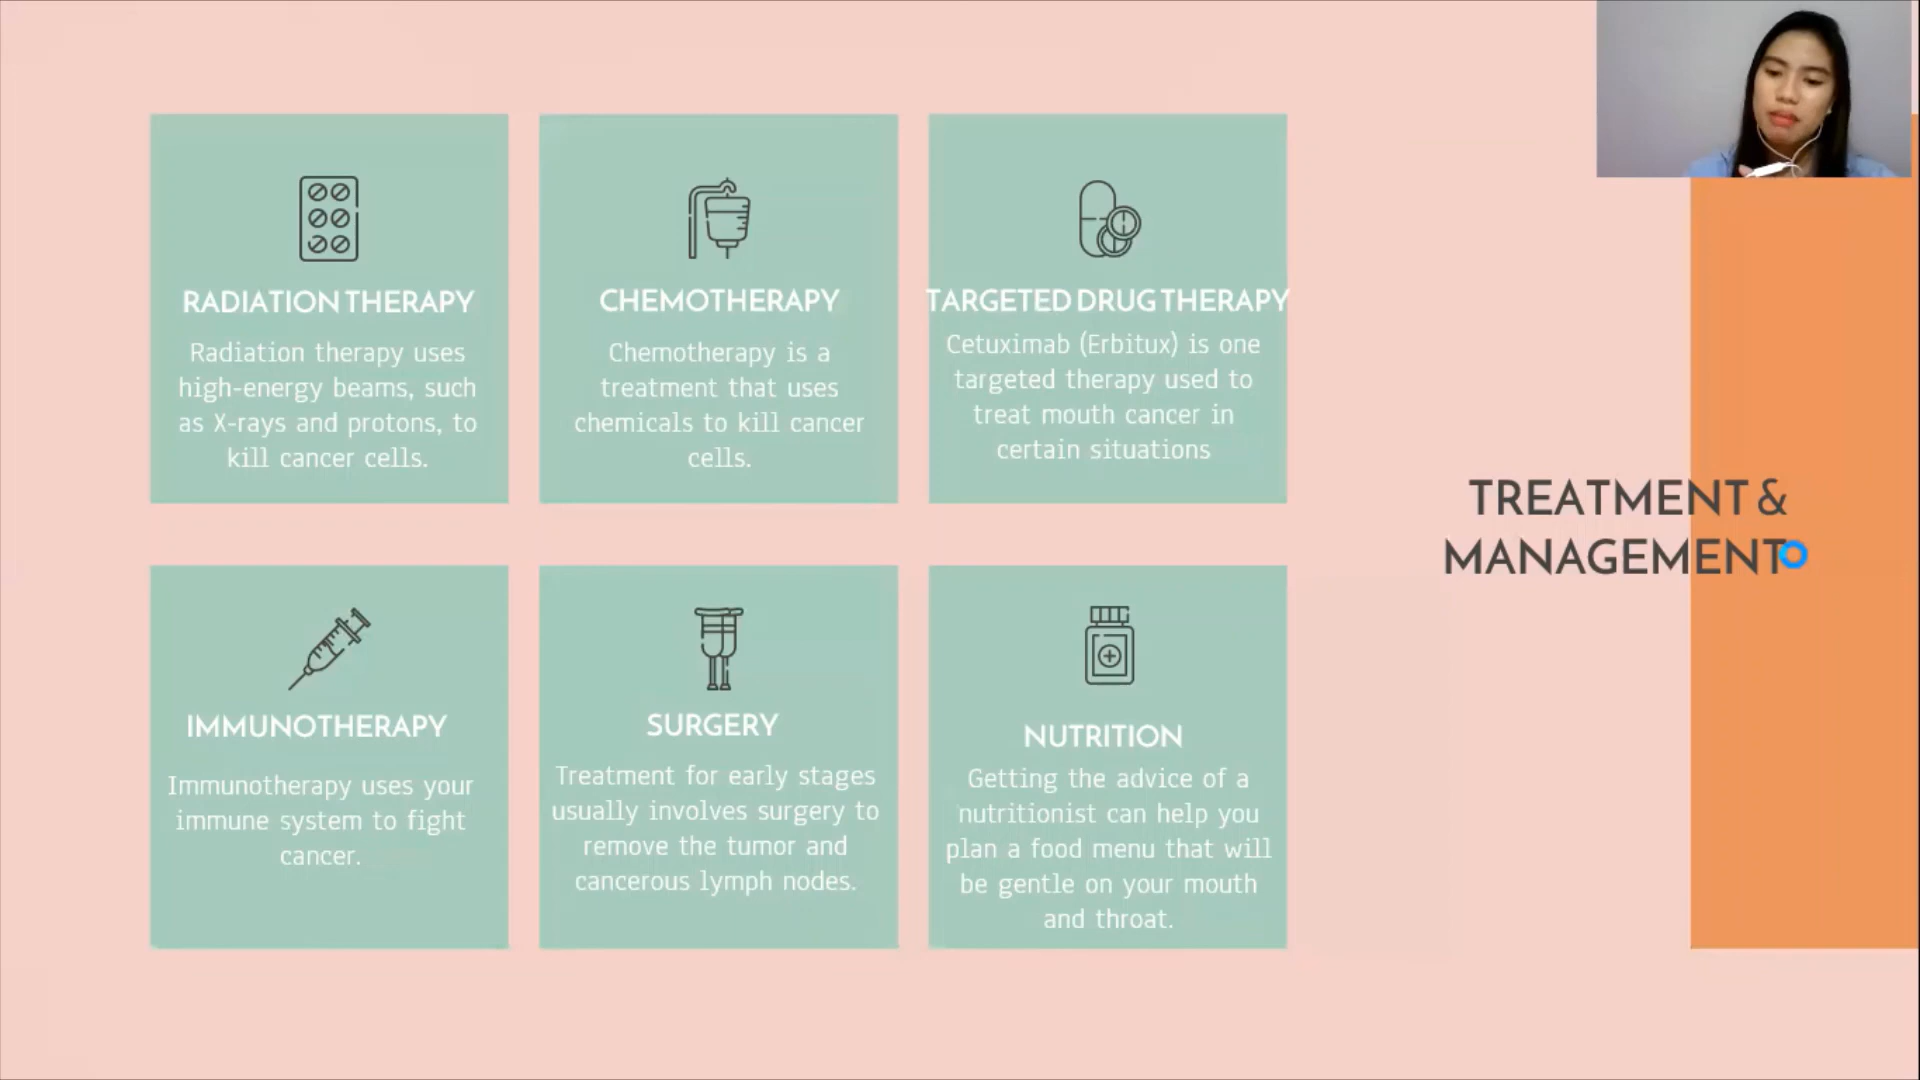 RADIATION THERAPY
Radiation therapy uses
high-energy beams, such
as X-rays and protons, to
kill cancer cells.
CHEMOTHERAPY
Chemotherapy is a
treatment that uses
chemicals to kill cancer
cells.
TARGETED DRUG THERAPY
Cetuximab (Erbitux) is one
targeted therapy used to
treat mouth cancer in
certain situations
IMMUNOTHERAPY
Immunotherapy uses your
immune system to fight
cancer.
SURGERY
Treatment for early stages
usually involves surgery to
remove the tumor and
cancerous lymph nodes.
NUTRITION
Getting the advice of a
nutritionist can help you
plan a food menu that will
be gentle on your mouth
and throat.
TREATMENT &
MANAGEMENT